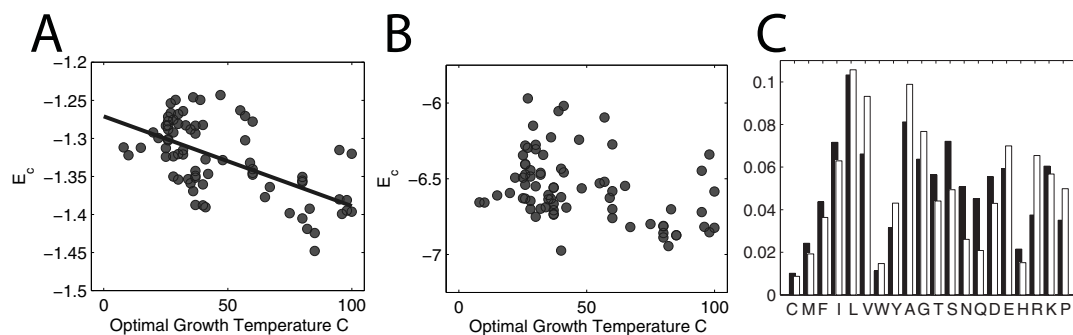 A
B
C
−1.2
−1.25
−1.3
−1.35
−1.4
−1.45
−1.5
E_c
0
50
100
Optimal Growth Temperature C
−6
−6.5
−7
E_c
0
50
100
Optimal Growth Temperature C
0.1
0.08
0.06
0.04
0.02
0
CMFILVWYAGTSNQDEHRKP